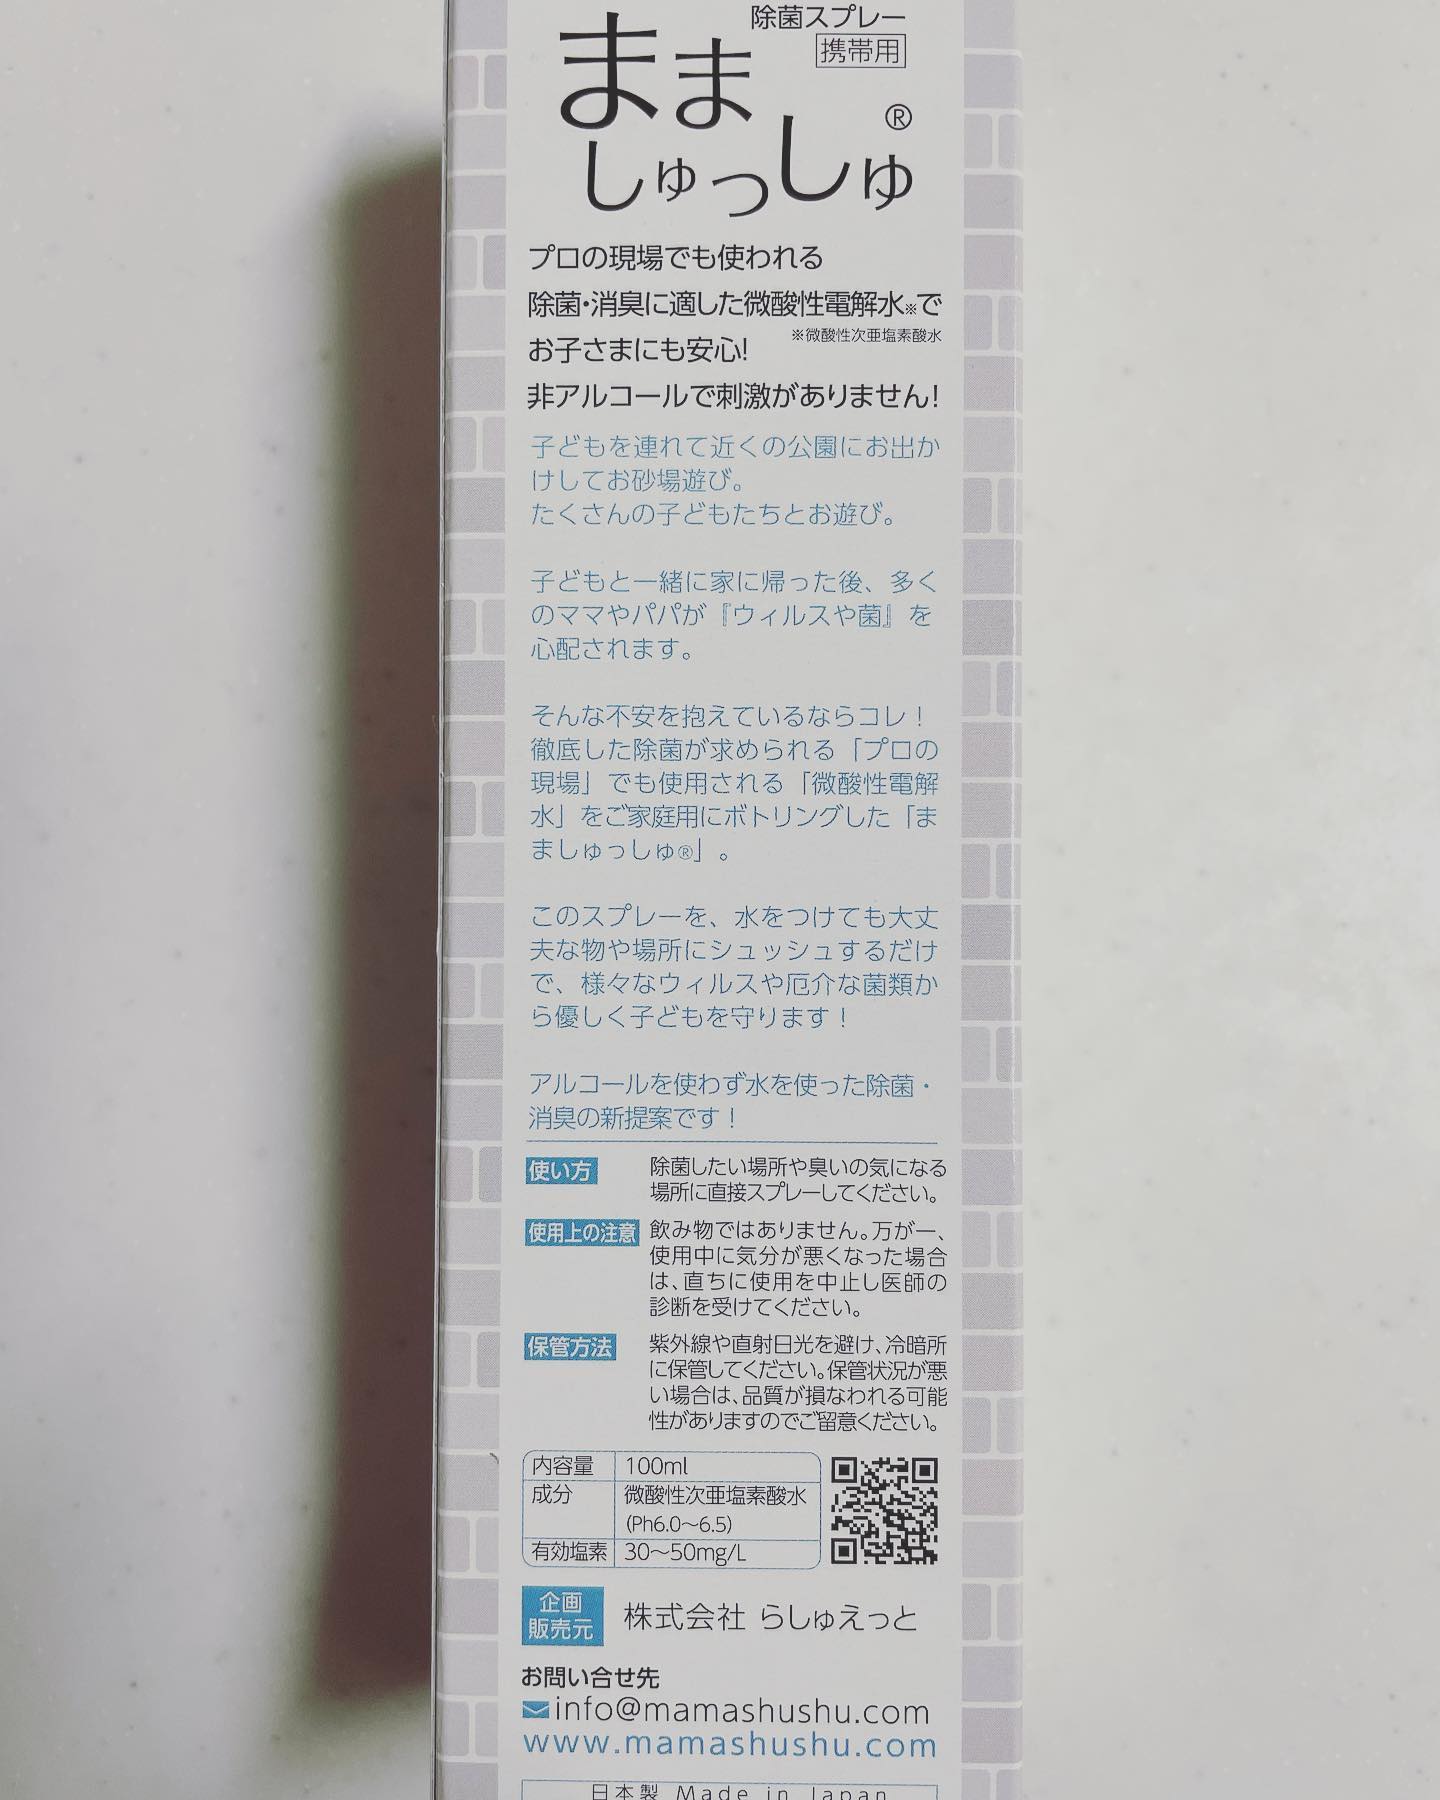 除菌スプレー
携帯用
まま
しゅっしゅ®
プロの現場でも使われる
除菌・消臭に適した微酸性電解水※で
※微酸性次亜塩素酸水
お子さまにも安心!
非アルコールで刺激がありません!
子どもを連れて近くの公園にお出か
けしてお砂場遊び。
たくさんの子どもたちとお遊び。
子どもと一緒に家に帰った後、多く
のママやパパが『ウィルスや菌』を
心配されます。
そんな不安を抱えているならコレ！
徹底した除菌が求められる「プロの
現場」でも使用される「微酸性電解
水」をご家庭用にボトリングした「ま
ましゅっしゅ®」。
このスプレーを、水をつけても大丈
夫な物や場所にシュッシュするだけ
で、様々なウィルスや厄介な菌類か
ら優しく子どもを守ります！
アルコールを使わず水を使った除菌・
消臭の新提案です！
使い方
除菌したい場所や臭いの気になる
場所に直接スプレーしてください。
使用上の注意
飲み物ではありません。万が一、
使用中に気分が悪くなった場合
は、直ちに使用を中止し医師の
診断を受けてください。
保管方法
紫外線や直射日光を避け、冷暗所
に保管してください。保管状況が悪
い場合は、品質が損なわれる可能
性がありますのでご留意ください。
内容量 100ml
成分 微酸性次亜塩素酸水
(Ph6.0～6.5)
有効塩素 30～50mg/L
企画
販売元
株式会社 らしゅえっと
お問い合せ先
info@mamashushu.com
www.mamashushu.com
日本製 Made in Japan